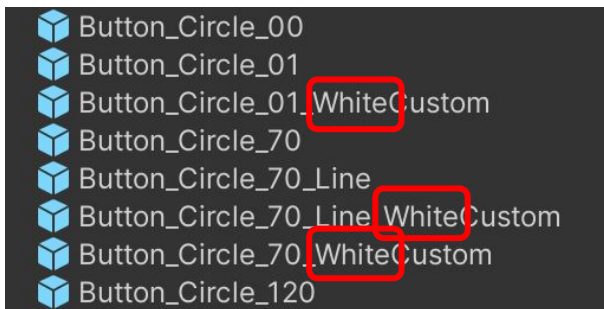 Button_Circle_00
Button_Circle_01
Button_Circle_01_WhiteCustom
Button_Circle_70
Button_Circle_70_Line
Button_Circle_70_Line_WhiteCustom
Button_Circle_70_WhiteCustom
Button_Circle_120